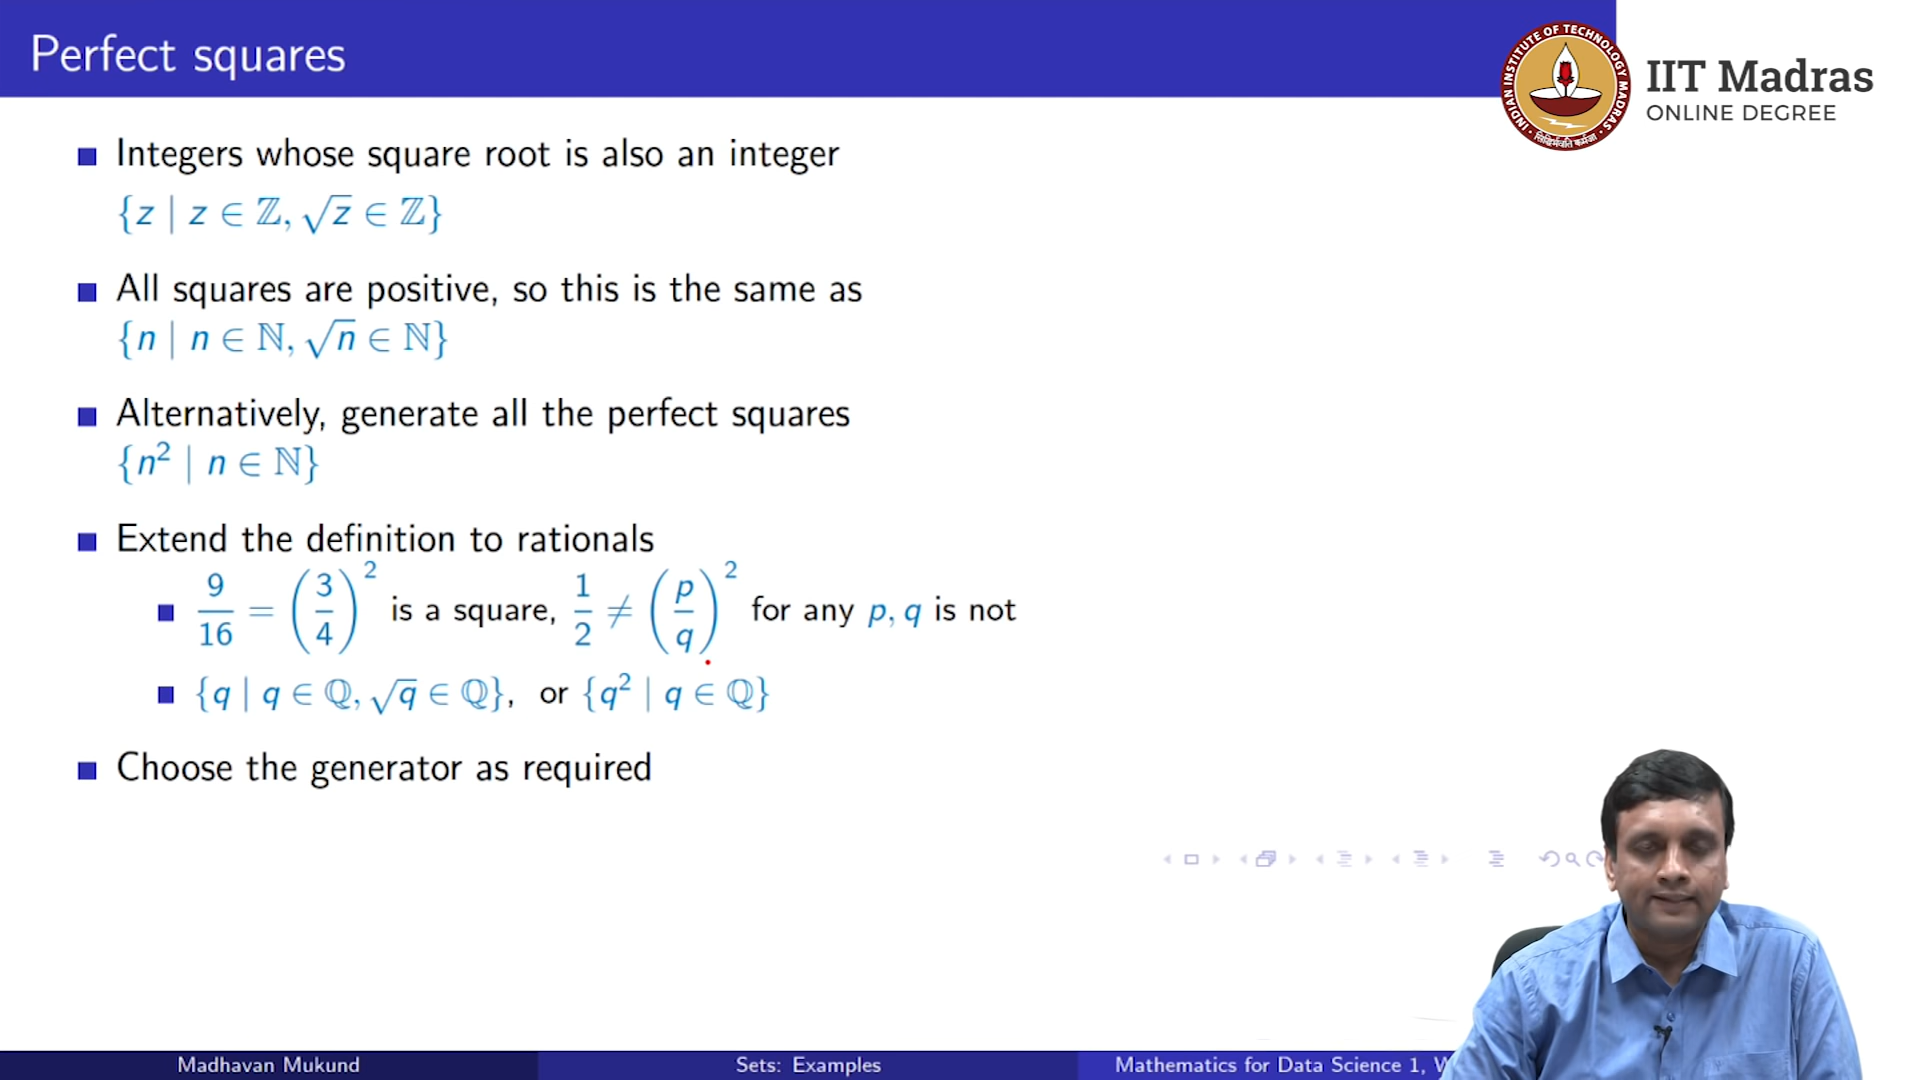 Perfect squares
INDIAN INSTITUTE OF TECHNOLOGY MADRAS
सिद्धिर्भवति कर्मजा
IIT Madras
ONLINE DEGREE
Integers whose square root is also an integer
{z | z ∈ ℤ, √z ∈ ℤ}
All squares are positive, so this is the same as
{n | n ∈ ℕ, √n ∈ ℕ}
Alternatively, generate all the perfect squares
{n² | n ∈ ℕ}
Extend the definition to rationals
9/16 = (3/4)² is a square, 1/2 ≠ (p/q)² for any p, q is not
{q | q ∈ ℚ, √q ∈ ℚ}, or {q² | q ∈ ℚ}
Choose the generator as required
Madhavan Mukund
Sets: Examples
Mathematics for Data Science 1, W